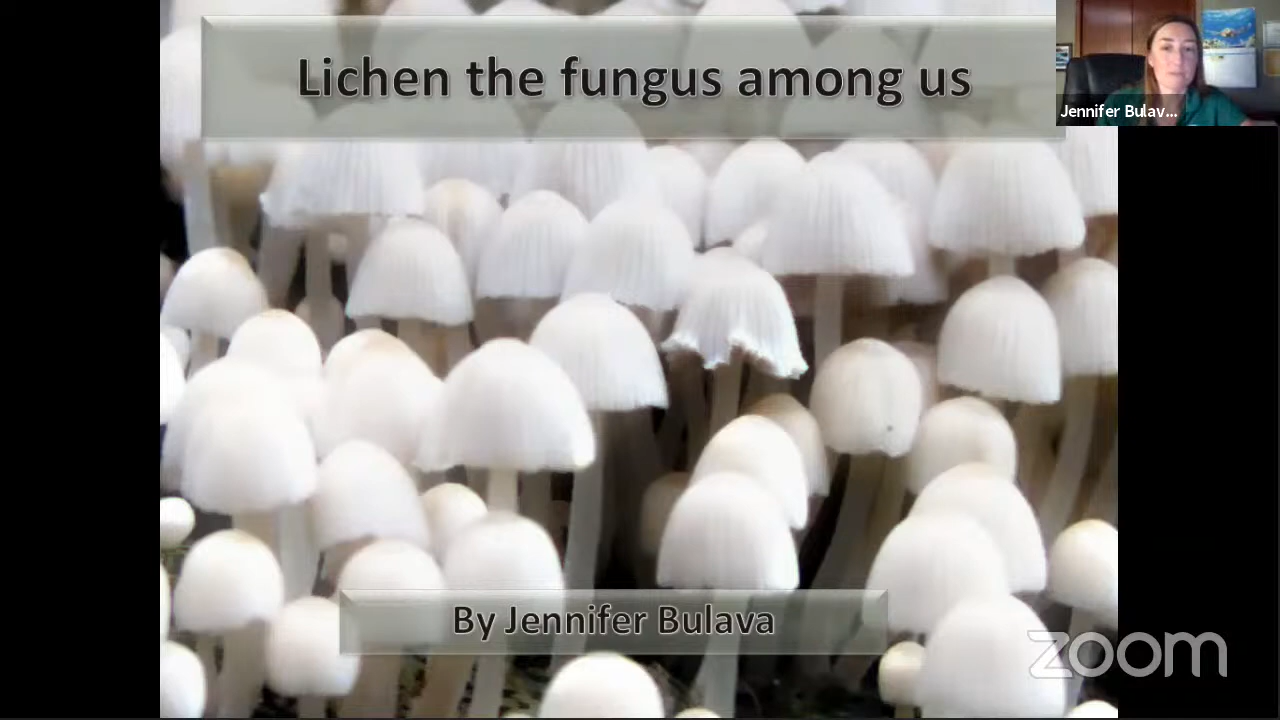 Lichen the fungus among us
Jennifer Bulav...
By Jennifer Bulava
zoom